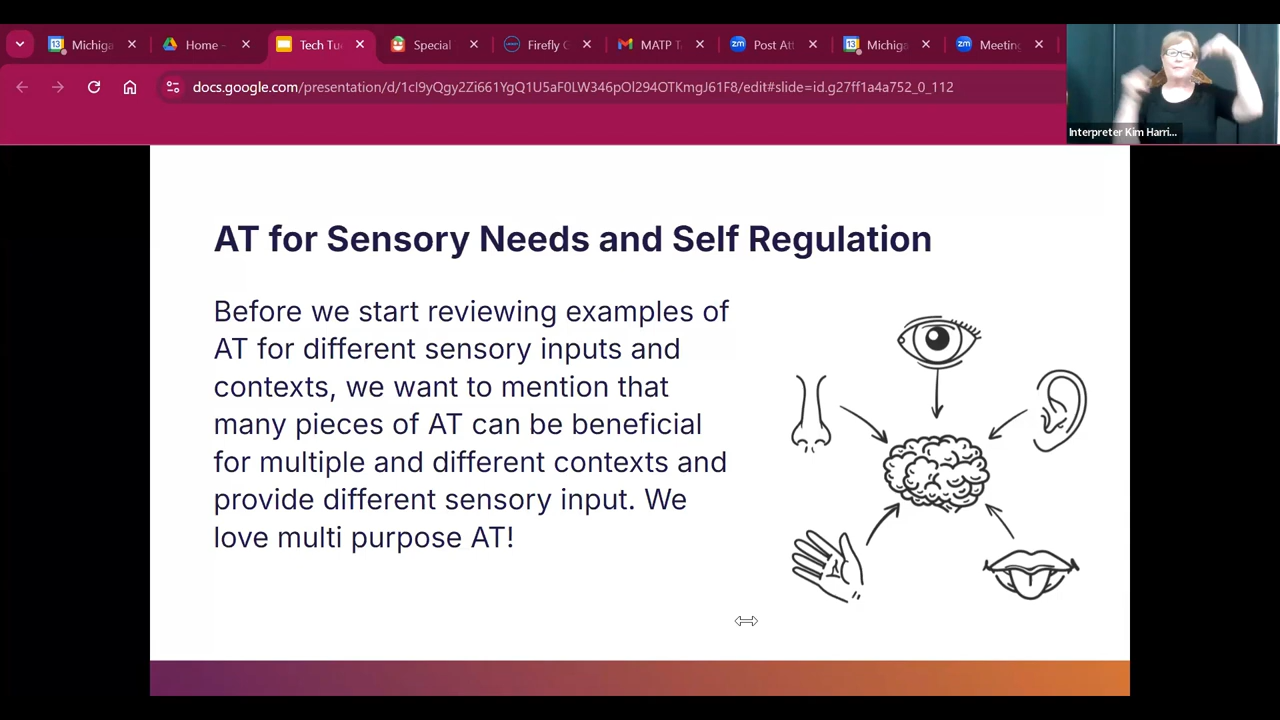 Michiga
Home -
Tech Tue
Special
Firefly G
MATP T
Post Att
Michiga
Meeting
docs.google.com/presentation/d/1cI9yQgy2Zi661YgQ1U5aF0LW346pOl294OTKmgJ61F8/edit#slide=id.g27ff1a4a752_0_112
Interpreter Kim Harri...
AT for Sensory Needs and Self Regulation
Before we start reviewing examples of
AT for different sensory inputs and
contexts, we want to mention that
many pieces of AT can be beneficial
for multiple and different contexts and
provide different sensory input. We
love multi purpose AT!